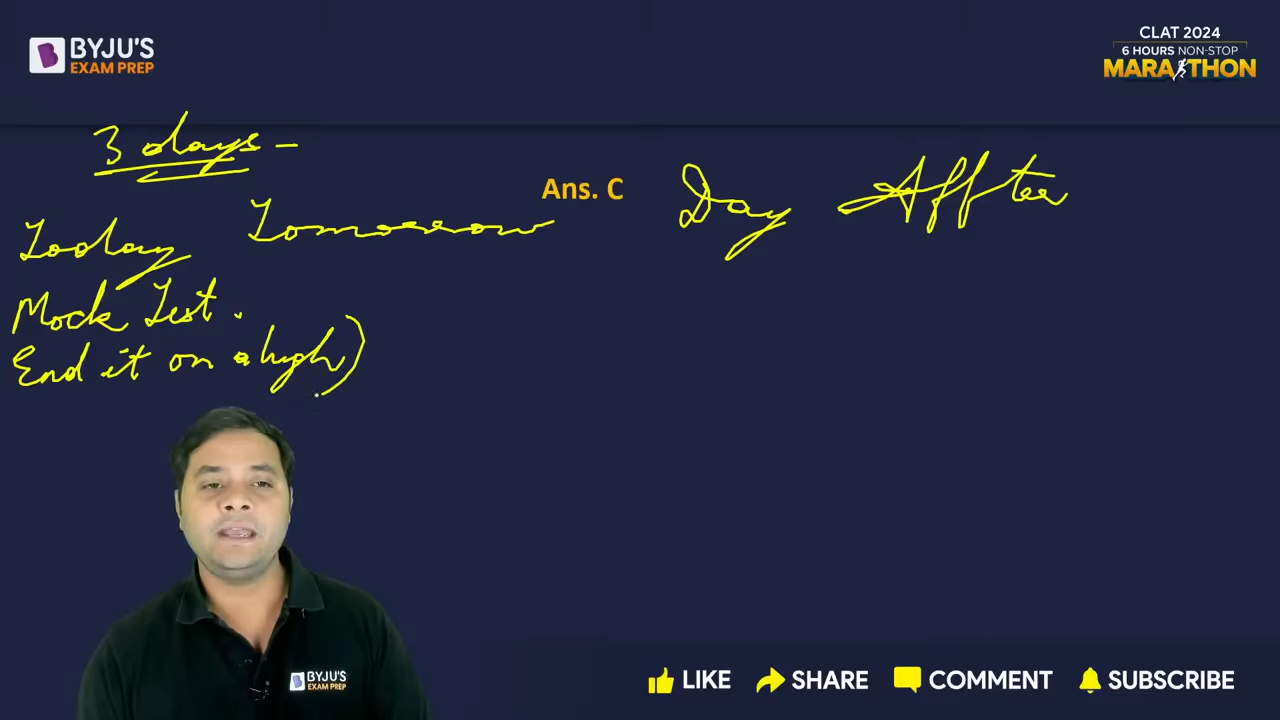 BYJU'S
EXAM PREP
CLAT 2024
6 HOURS NON-STOP
MARATHON
3 days -
Ans. C
Day Affter
Today Tomorrow
Mock Test.
End it on a high)
BYJU'S
EXAM PREP
LIKE SHARE COMMENT SUBSCRIBE